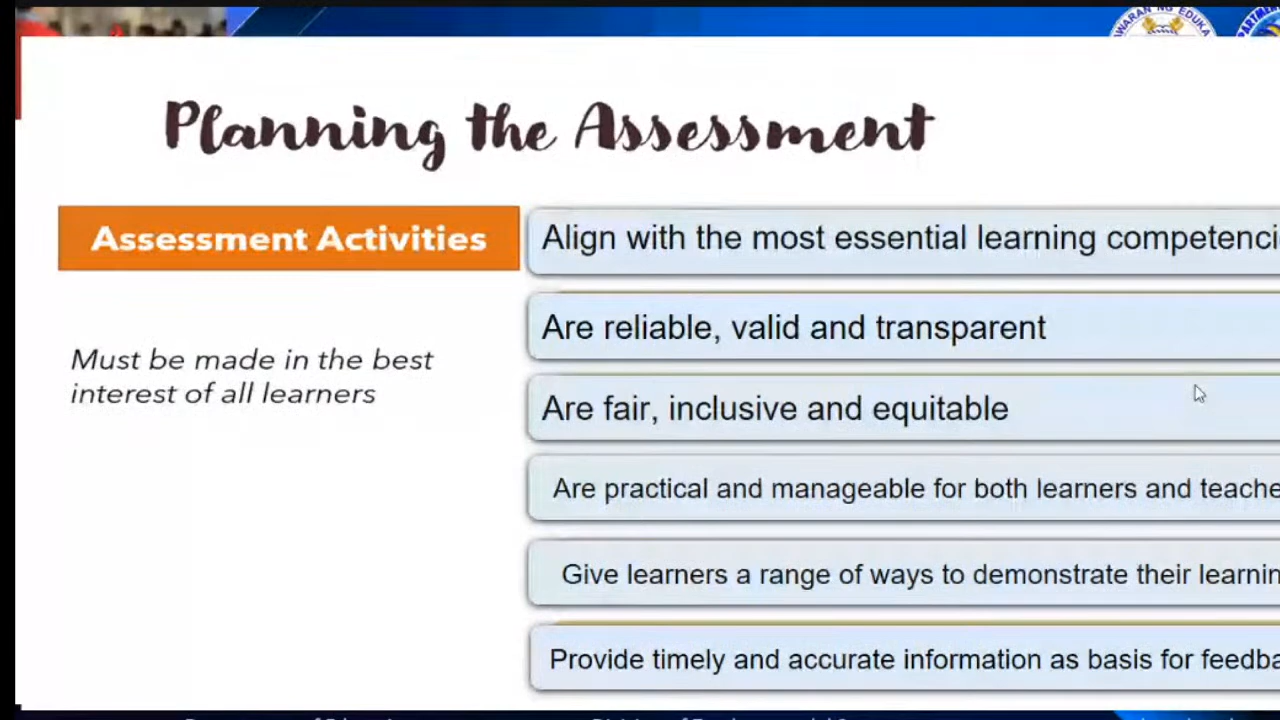 WARAN NG EDUKA
Planning the Assessment
Assessment Activities
Must be made in the best
interest of all learners
Align with the most essential learning competenci
Are reliable, valid and transparent
Are fair, inclusive and equitable
Are practical and manageable for both learners and teache
Give learners a range of ways to demonstrate their learnin
Provide timely and accurate information as basis for feedba